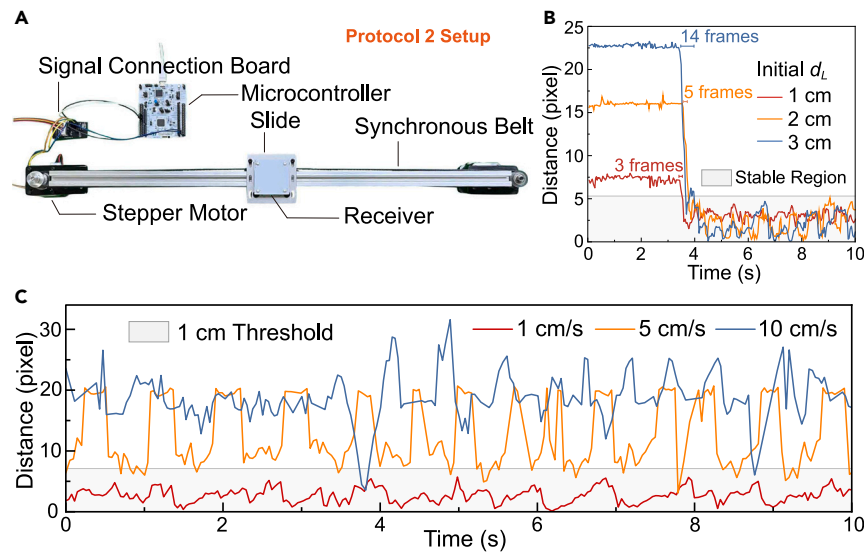 A
Protocol 2 Setup
Signal Connection Board
Microcontroller
Slide
Synchronous Belt
Stepper Motor
Receiver
B
25
20
15
10
5
0
Distance (pixel)
14 frames
5 frames
3 frames
Initial dL
1 cm
2 cm
3 cm
Stable Region
0 2 4 6 8 10
Time (s)
C
30
20
10
0
Distance (pixel)
1 cm Threshold
1 cm/s
5 cm/s
10 cm/s
0 2 4 6 8 10
Time (s)